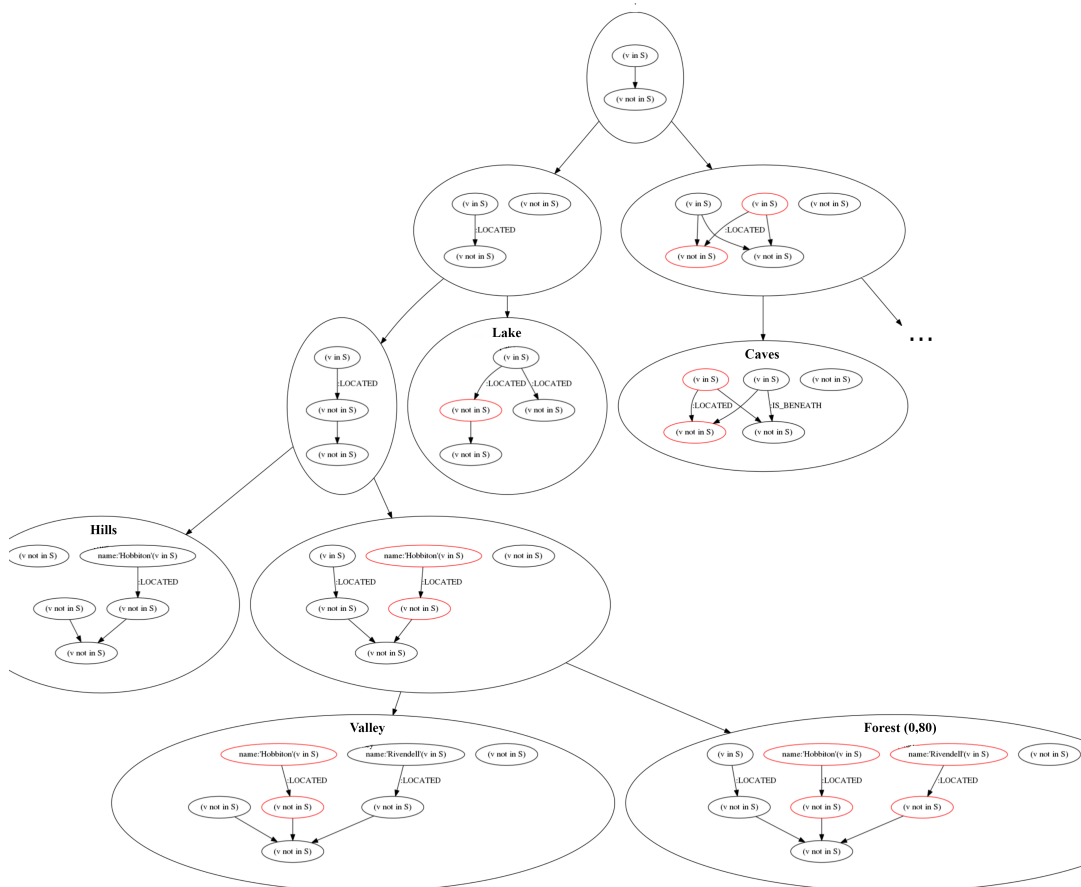 (v in S)
(v not in S)
(v in S)
(v not in S)
:LOCATED
(v not in S)
(v in S)
(v in S)
(v not in S)
:LOCATED
(v not in S)
(v not in S)
...
(v in S)
:LOCATED
(v not in S)
(v not in S)
Lake
(v in S)
:LOCATED
:LOCATED
(v not in S)
(v not in S)
(v not in S)
Caves
(v in S)
(v in S)
(v not in S)
:LOCATED
:IS_BENEATH
(v not in S)
(v not in S)
Hills
(v not in S)
name:'Hobbiton'(v in S)
:LOCATED
(v not in S)
(v not in S)
(v not in S)
(v in S)
name:'Hobbiton'(v in S)
(v not in S)
:LOCATED
:LOCATED
(v not in S)
(v not in S)
(v not in S)
Valley
name:'Hobbiton'(v in S)
name:'Rivendell'(v in S)
(v not in S)
:LOCATED
:LOCATED
(v not in S)
(v not in S)
(v not in S)
(v not in S)
Forest (0,80)
(v in S)
name:'Hobbiton'(v in S)
name:'Rivendell'(v in S)
(v not in S)
:LOCATED
:LOCATED
:LOCATED
(v not in S)
(v not in S)
(v not in S)
(v not in S)